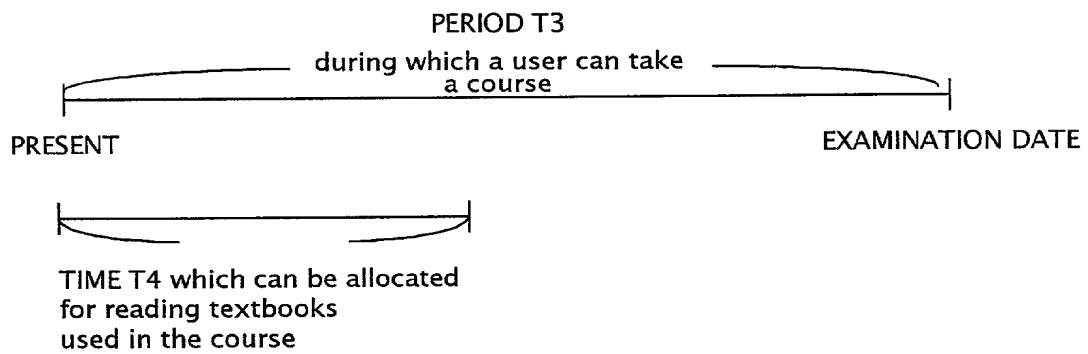 PERIOD T3
during which a user can take
a course
PRESENT
EXAMINATION DATE
TIME T4 which can be allocated
for reading textbooks
used in the course